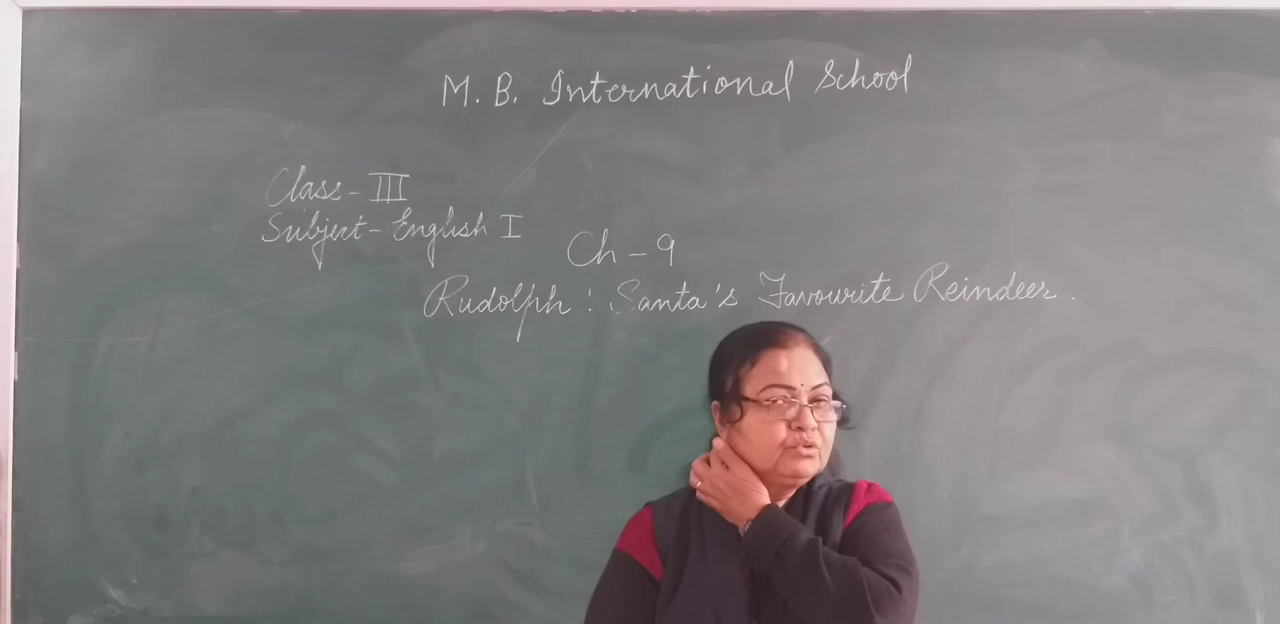 M. B. International School
Class - III
Subject - English I
Ch - 9
Rudolph : Santa's Favourite Reindeer.